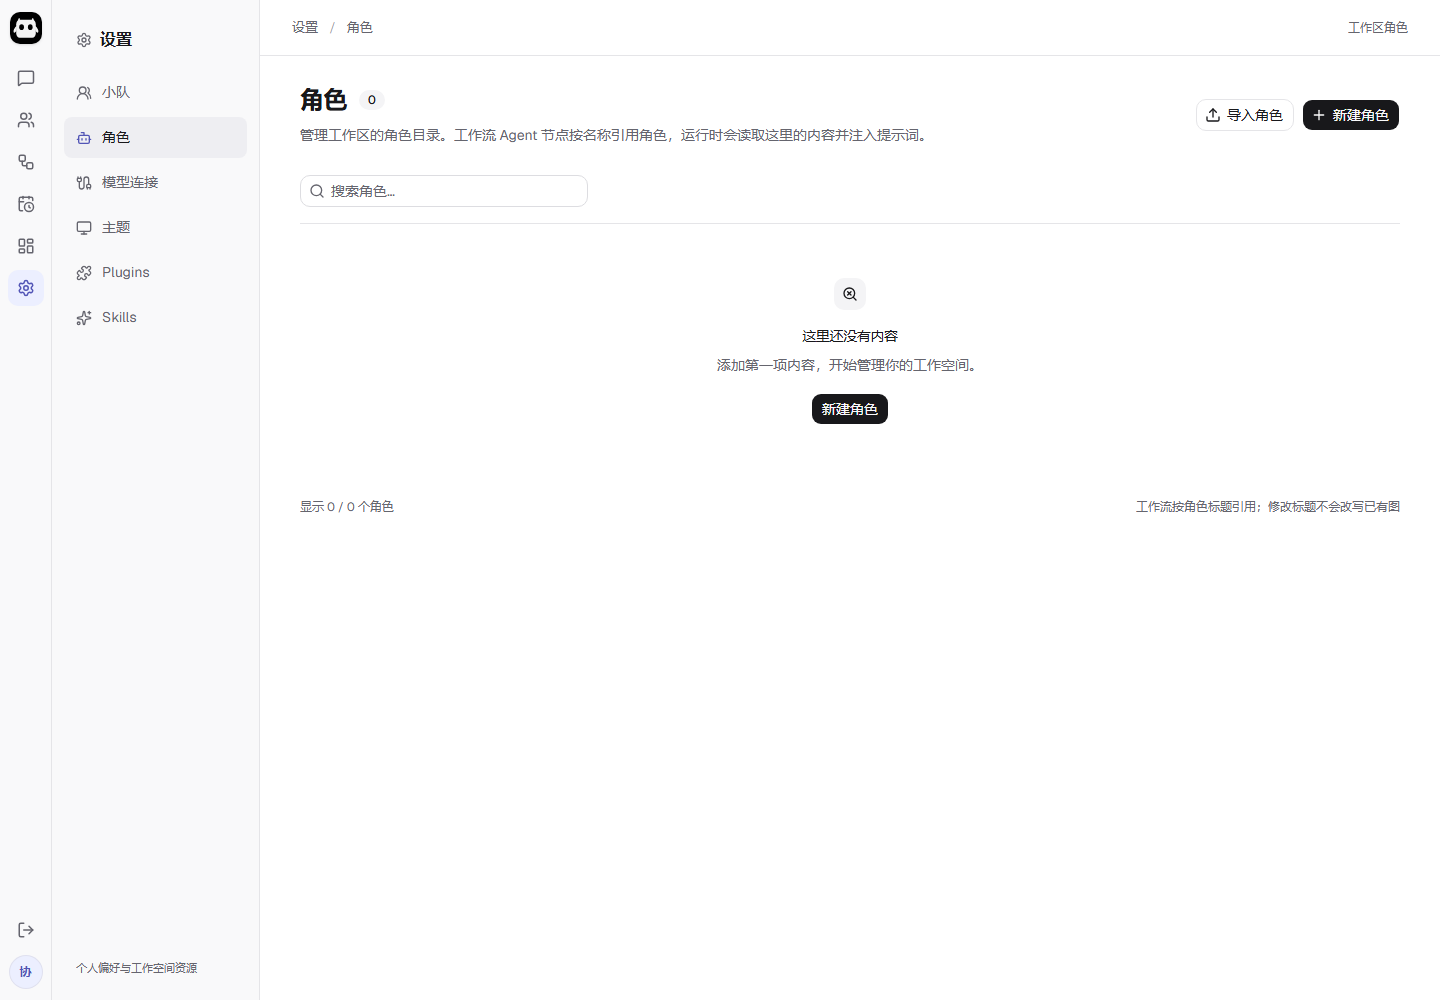 设置
小队
角色
模型连接
主题
Plugins
Skills
协
个人偏好与工作空间资源
设置 / 角色
工作区角色
角色 0
管理工作区的角色目录。工作流 Agent 节点按名称引用角色，运行时会读取这里的内容并注入提示词。
导入角色
新建角色
搜索角色...
这里还没有内容
添加第一项内容，开始管理你的工作空间。
新建角色
显示 0 / 0 个角色
工作流按角色标题引用；修改标题不会改写已有图